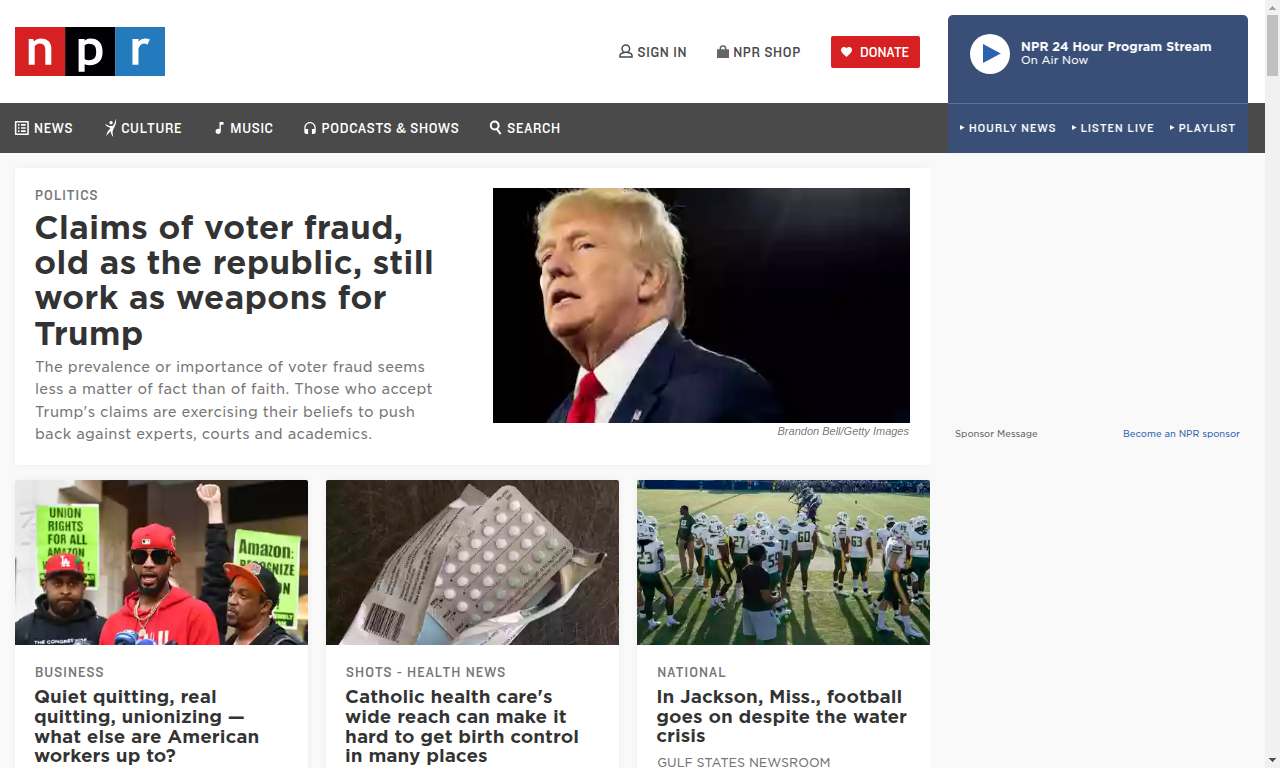 npr
SIGN IN
NPR SHOP
DONATE
NPR 24 Hour Program Stream
On Air Now
NEWS
CULTURE
MUSIC
PODCASTS & SHOWS
SEARCH
HOURLY NEWS
LISTEN LIVE
PLAYLIST
POLITICS
Claims of voter fraud,
old as the republic, still
work as weapons for
Trump
The prevalence or importance of voter fraud seems
less a matter of fact than of faith. Those who accept
Trump's claims are exercising their beliefs to push
back against experts, courts and academics.
Brandon Bell/Getty Images
Sponsor Message
Become an NPR sponsor
UNION
RIGHTS
FOR ALL
AMAZON
Amazon:
BUSINESS
Quiet quitting, real
quitting, unionizing —
what else are American
workers up to?
SHOTS - HEALTH NEWS
Catholic health care's
wide reach can make it
hard to get birth control
in many places
23
27
60
63
54
NATIONAL
In Jackson, Miss., football
goes on despite the water
crisis
GULF STATES NEWSROOM